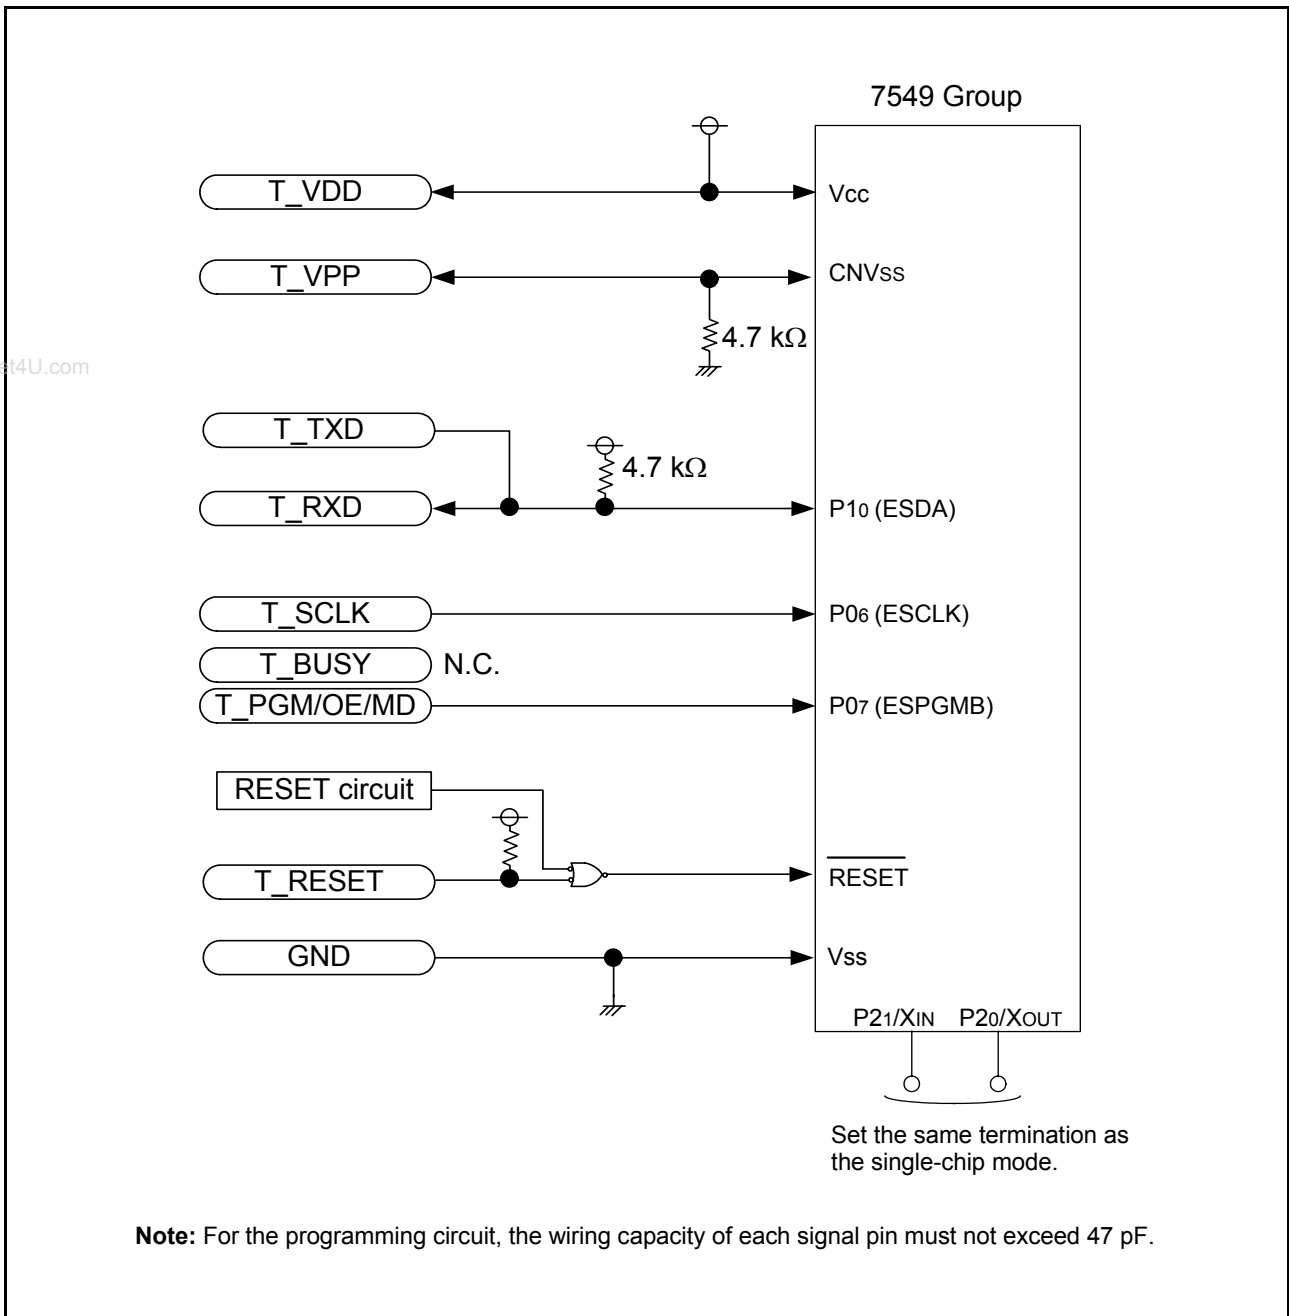 7549 Group
T_VDD
Vcc
T_VPP
CNVss
4.7 kΩ
et4U.com
T_TXD
4.7 kΩ
T_RXD
P10 (ESDA)
T_SCLK
P06 (ESCLK)
T_BUSY N.C.
T_PGM/OE/MD
P07 (ESPGMB)
RESET circuit
T_RESET
RESET
GND
Vss
P21/XIN P20/XOUT
Set the same termination as
the single-chip mode.
Note: For the programming circuit, the wiring capacity of each signal pin must not exceed 47 pF.